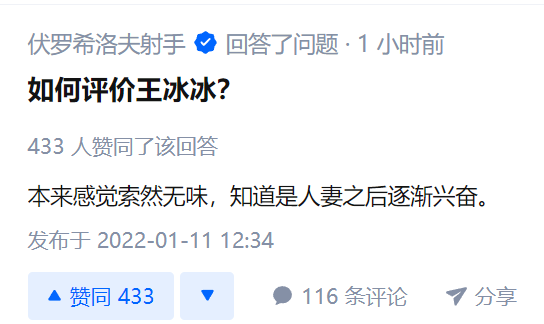 伏罗希洛夫射手 回答了问题 · 1 小时前
如何评价王冰冰？
433 人赞同了该回答
本来感觉索然无味，知道是人妻之后逐渐兴奋。
发布于 2022-01-11 12:34
赞同 433 116 条评论 分享